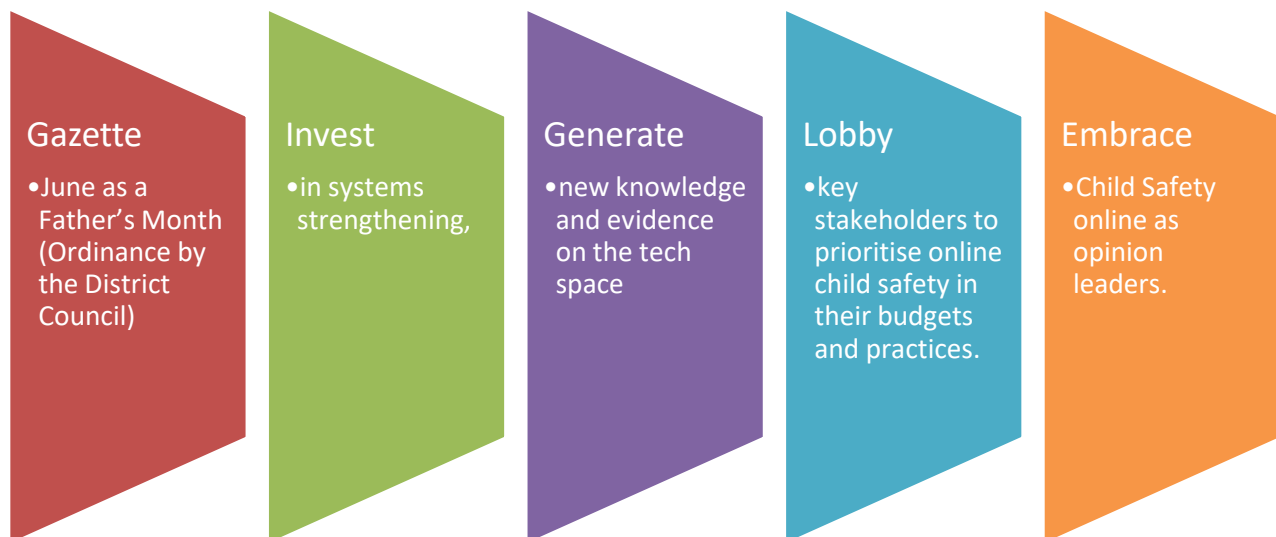 Gazette
•June as a
Father’s Month
(Ordinance by
the District
Council)
Invest
•in systems
strengthening,
Generate
•new knowledge
and evidence
on the tech
space
Lobby
•key
stakeholders to
prioritise online
child safety in
their budgets
and practices.
Embrace
•Child Safety
online as
opinion
leaders.